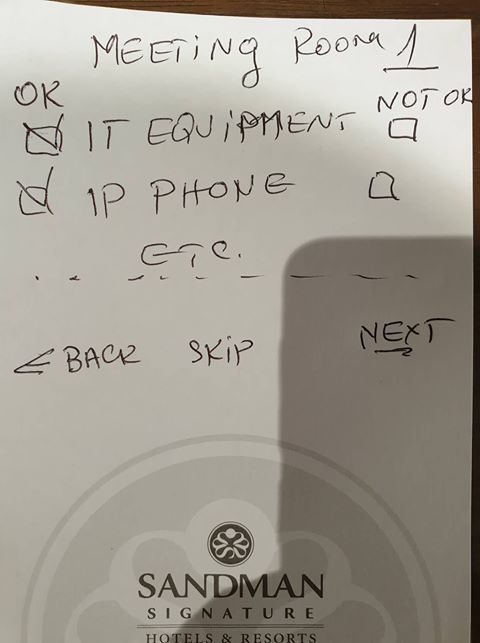 MEETING ROOM 1
OK NOT OK
IT EQUIPMENT
IP PHONE
ETC.
< BACK SKIP NEXT
SANDMAN
SIGNATURE
HOTELS & RESORTS